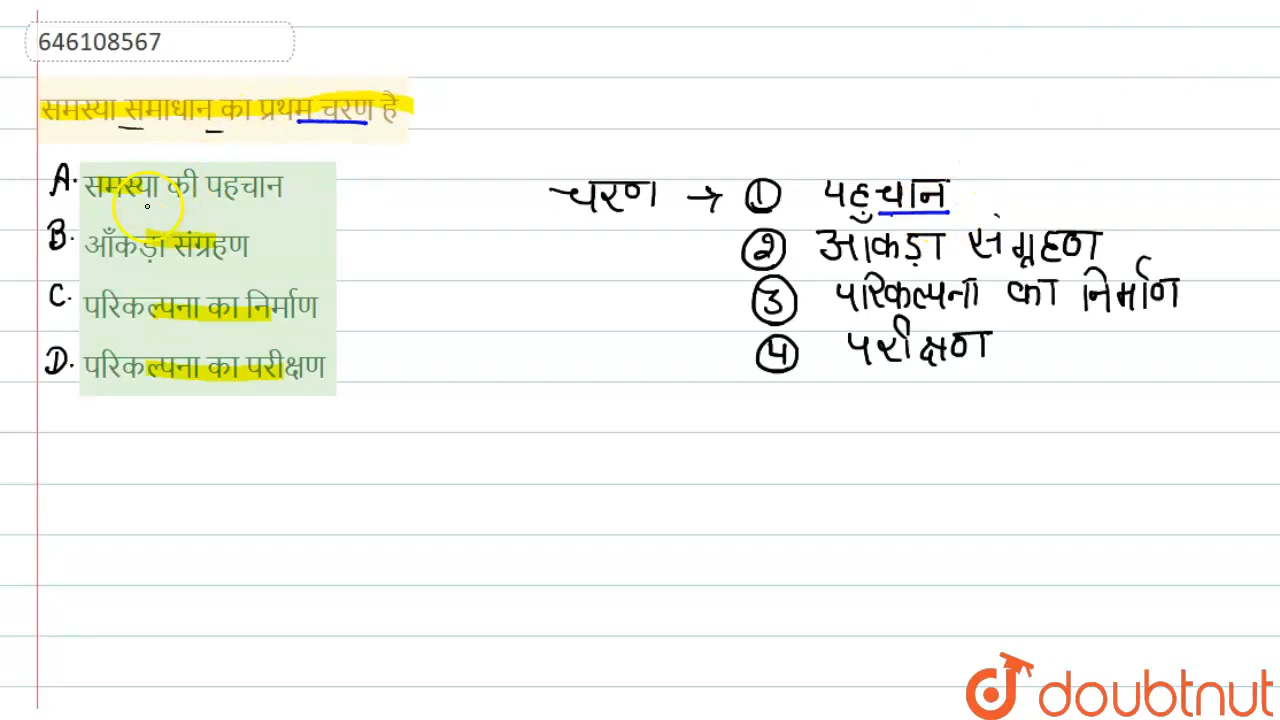 646108567
समस्या समाधान का प्रथम चरण है
A. समस्या की पहचान
B. आँकड़ा संग्रहण
C. परिकल्पना का निर्माण
D. परिकल्पना का परीक्षण
चरण → ① पहुचान
② आकड़ा संग्रहण
③ परिकल्पना का निर्माण
④ परीक्षण
doubtnut